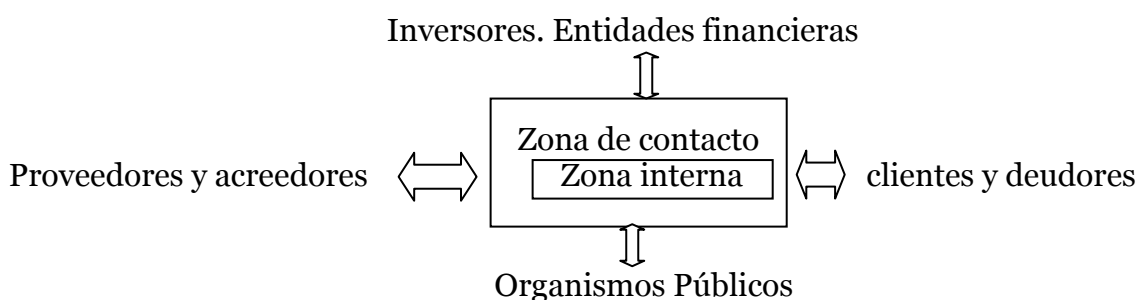 Inversores. Entidades financieras
Zona de contacto
Proveedores y acreedores
Zona interna
clientes y deudores
Organismos Públicos